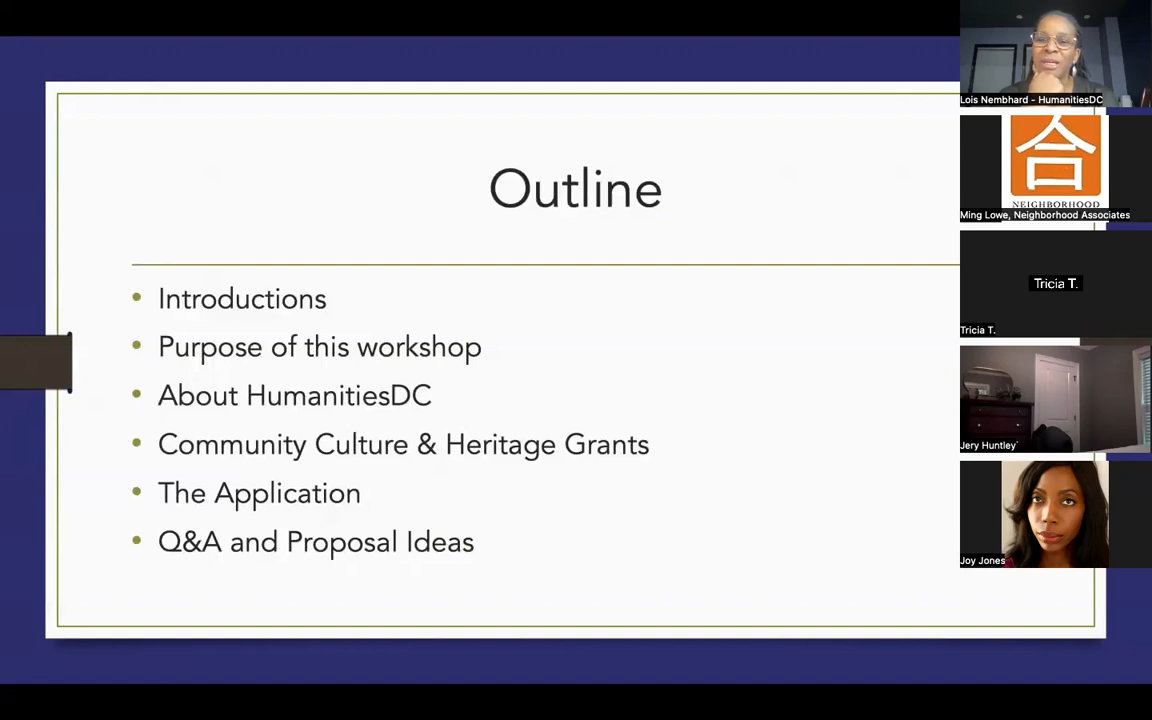 Outline
Introductions
Purpose of this workshop
About HumanitiesDC
Community Culture & Heritage Grants
The Application
Q&A and Proposal Ideas
Lois Nembhard - HumanitiesDC
合
NEIGHBORHOOD
Ming Lowe, Neighborhood Associates
Tricia T.
Tricia T.
Jery Huntley
Joy Jones